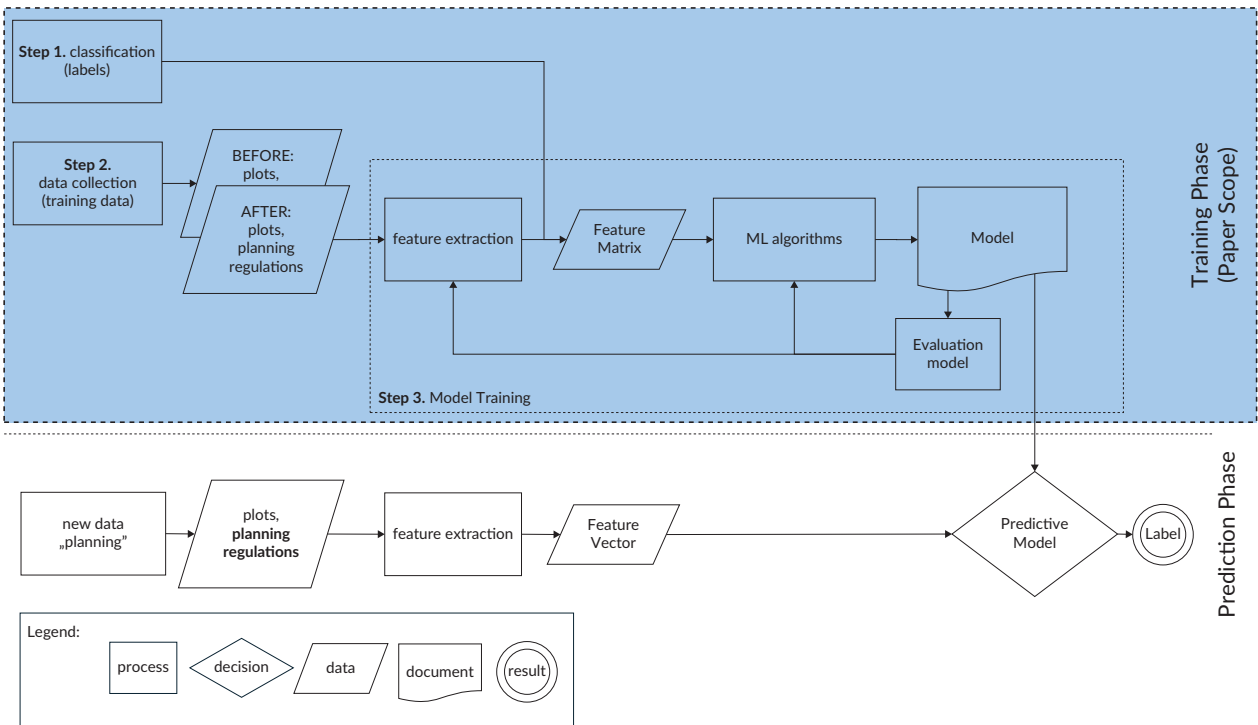 Step 1. classification
(labels)
Step 2.
data collection
(training data)
BEFORE:
plots,
AFTER:
plots,
planning
regulations
feature extraction
Feature
Matrix
ML algorithms
Model
Evaluation
model
Step 3. Model Training
Training Phase
(Paper Scope)
new data
„planning”
plots,
planning
regulations
feature extraction
Feature
Vector
Predictive
Model
Label
Prediction Phase
Legend:
process
decision
data
document
result